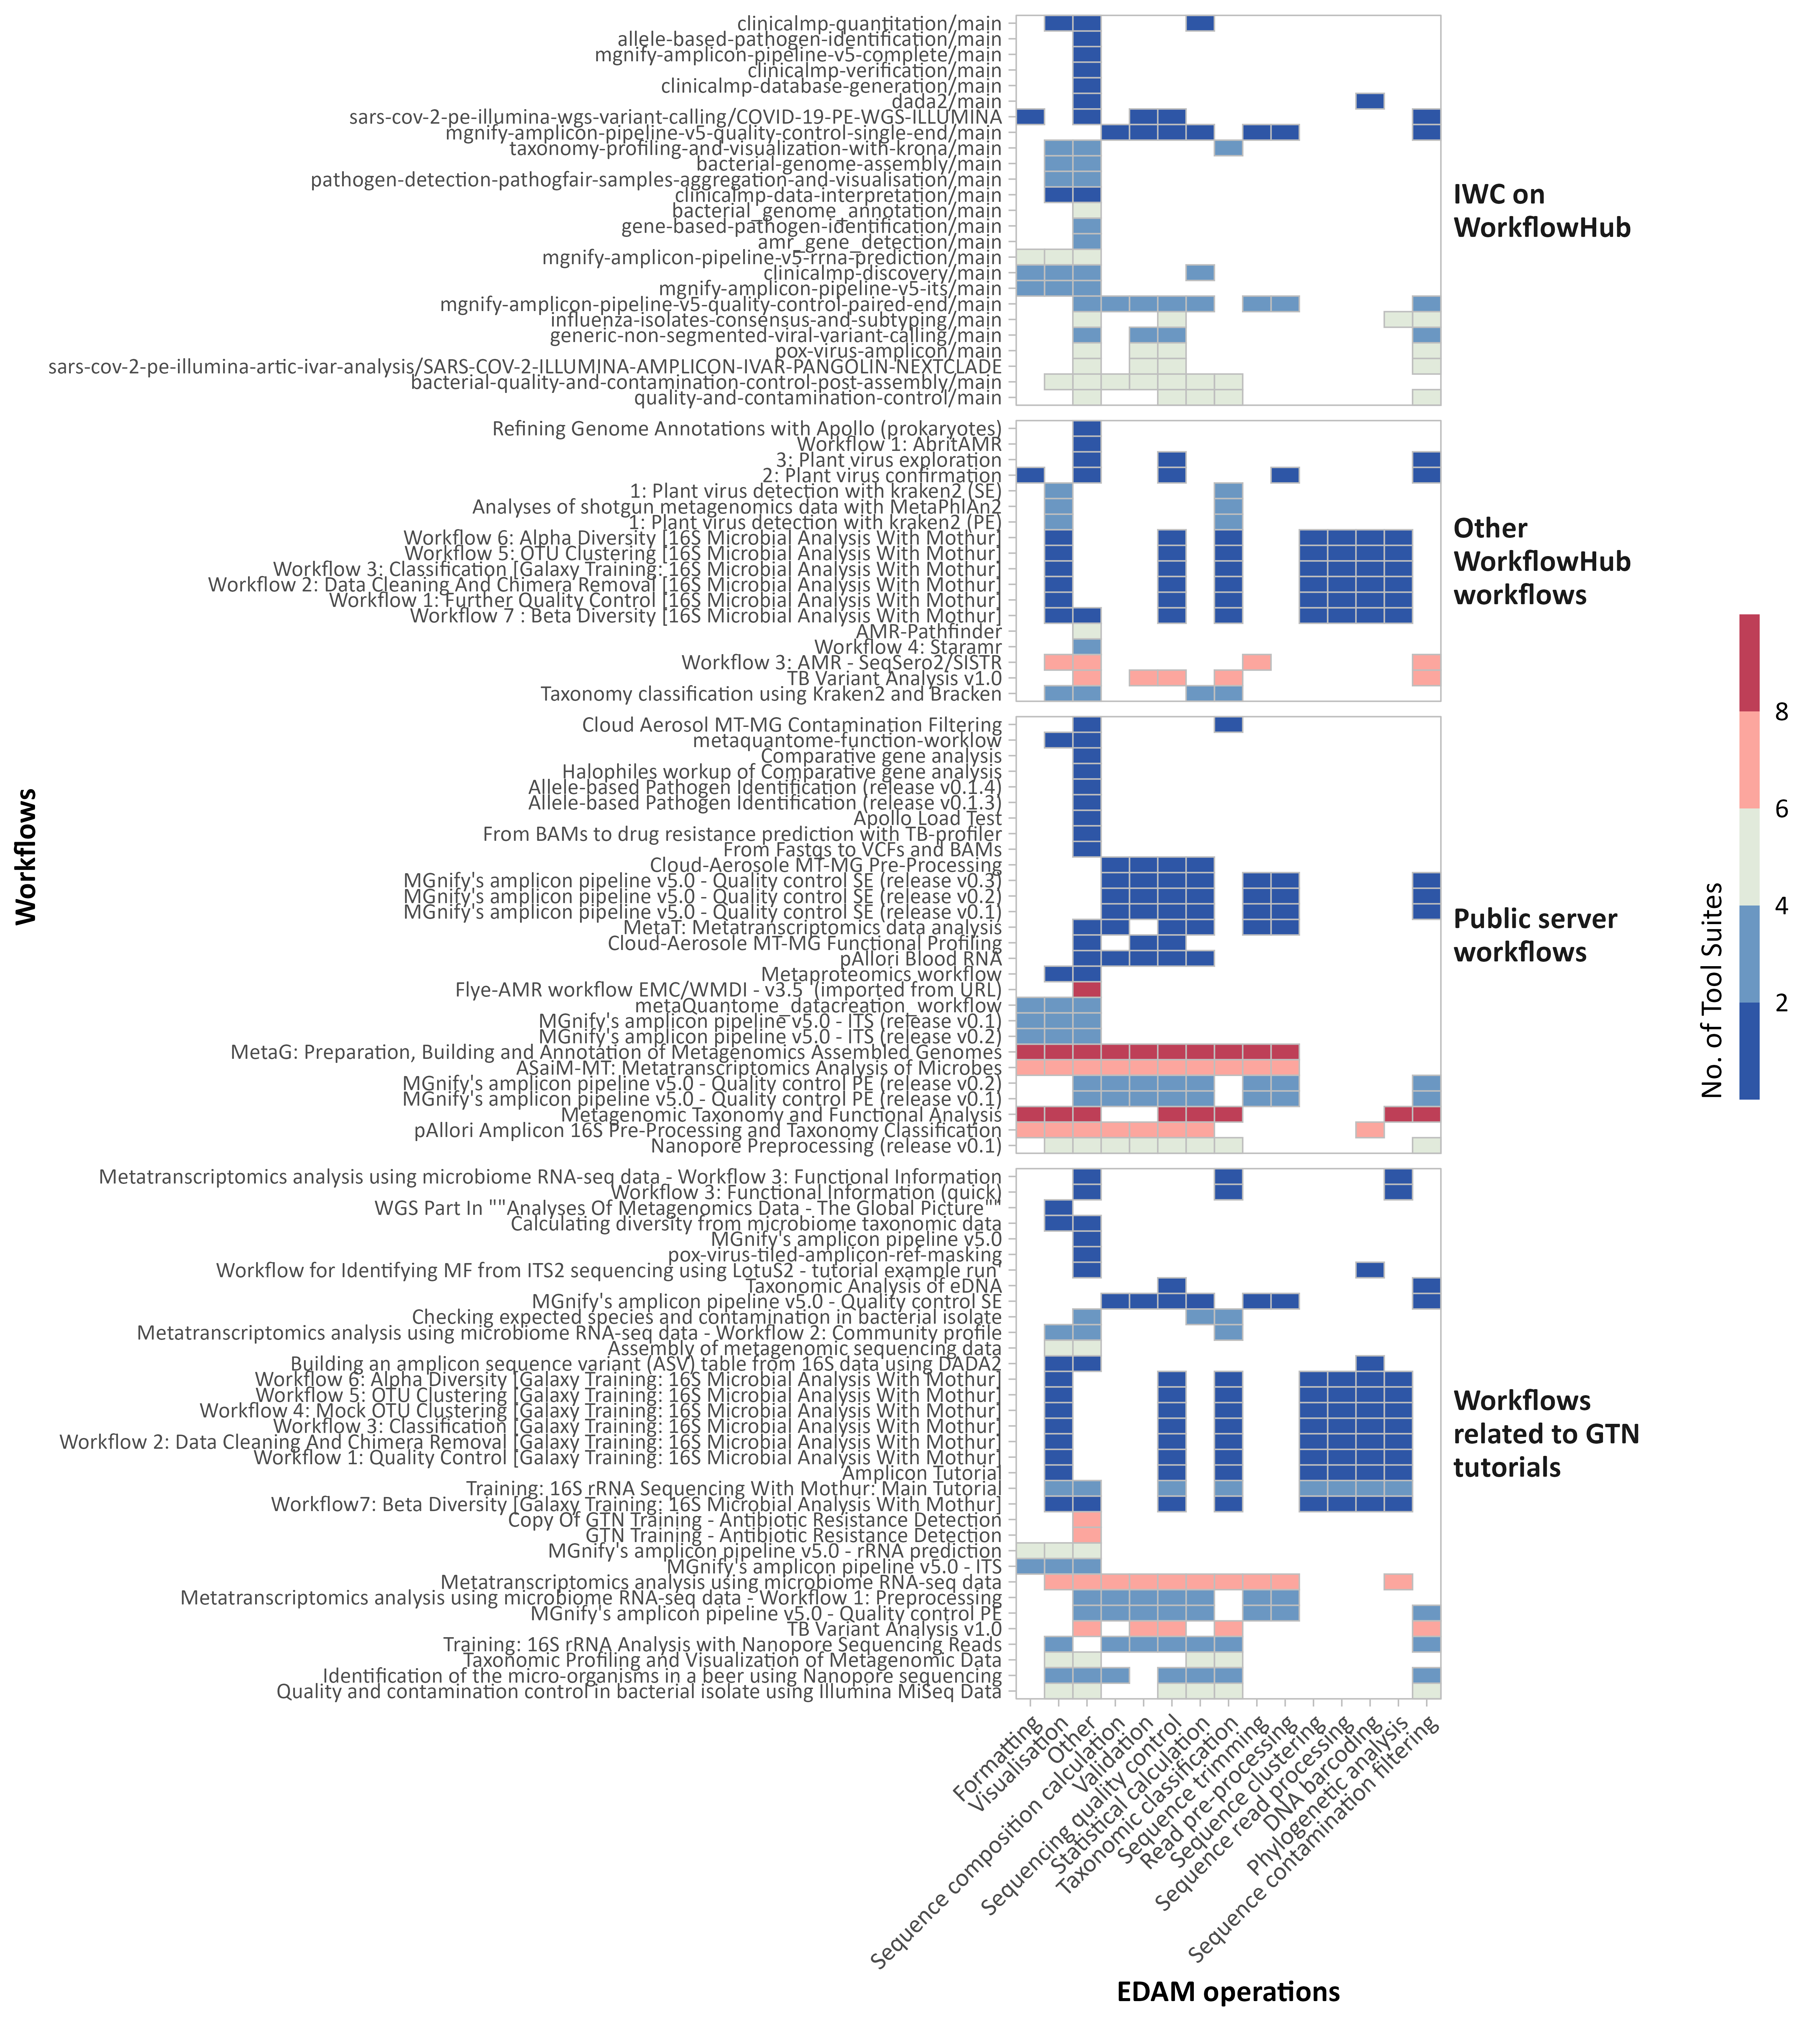 clinicalmp-quantitation/main
allele-based-pathogen-identification/main
mgnify-amplicon-pipeline-v5-complete/main
clinicalmp-verification/main
clinicalmp-database-generation/main
dada2/main
sars-cov-2-pe-illumina-wgs-variant-calling/COVID-19-PE-WGS-ILLUMINA
mgnify-amplicon-pipeline-v5-quality-control-single-end/main
taxonomy-profiling-and-visualization-with-krona/main
bacterial-genome-assembly/main
pathogen-detection-pathogfair-samples-aggregation-and-visualisation/main
clinicalmp-data-interpretation/main
bacterial_genome_annotation/main
gene-based-pathogen-identification/main
amr_gene_detection/main
mgnify-amplicon-pipeline-v5-rrna-prediction/main
clinicalmp-discovery/main
mgnify-amplicon-pipeline-v5-its/main
mgnify-amplicon-pipeline-v5-quality-control-paired-end/main
influenza-isolates-consensus-and-subtyping/main
generic-non-segmented-viral-variant-calling/main
pox-virus-amplicon/main
sars-cov-2-pe-illumina-artic-ivar-analysis/SARS-COV-2-ILLUMINA-AMPLICON-IVAR-PANGOLIN-NEXTCLADE
bacterial-quality-and-contamination-control-post-assembly/main
quality-and-contamination-control/main
IWC on
WorkflowHub
Refining Genome Annotations with Apollo (prokaryotes)
Workflow 1: AbritAMR
3: Plant virus exploration
2: Plant virus confirmation
1: Plant virus detection with kraken2 (SE)
Analyses of shotgun metagenomics data with MetaPhlAn2
1: Plant virus detection with kraken2 (PE)
Workflow 6: Alpha Diversity [16S Microbial Analysis With Mothur]
Workflow 5: OTU Clustering [16S Microbial Analysis With Mothur]
Workflow 3: Classification [Galaxy Training: 16S Microbial Analysis With Mothur]
Workflow 2: Data Cleaning And Chimera Removal [16S Microbial Analysis With Mothur]
Workflow 1: Further Quality Control [16S Microbial Analysis With Mothur]
Workflow 7 : Beta Diversity [16S Microbial Analysis With Mothur]
AMR-Pathfinder
Workflow 4: Staramr
Workflow 3: AMR - SeqSero2/SISTR
TB Variant Analysis v1.0
Taxonomy classification using Kraken2 and Bracken
Other
WorkflowHub
workflows
Cloud Aerosol MT-MG Contamination Filtering
metaquantome-function-worklow
Comparative gene analysis
Halophiles workup of Comparative gene analysis
Allele-based Pathogen Identification (release v0.1.4)
Allele-based Pathogen Identification (release v0.1.3)
Apollo Load Test
From BAMs to drug resistance prediction with TB-profiler
From Fastqs to VCFs and BAMs
Cloud-Aerosole MT-MG Pre-Processing
MGnify's amplicon pipeline v5.0 - Quality control SE (release v0.3)
MGnify's amplicon pipeline v5.0 - Quality control SE (release v0.2)
MGnify's amplicon pipeline v5.0 - Quality control SE (release v0.1)
MetaT: Metatranscriptomics data analysis
Cloud-Aerosole MT-MG Functional Profiling
pAllori Blood RNA
Metaproteomics workflow
Flye-AMR workflow EMC/WMDI - v3.5  (imported from URL)
metaQuantome_datacreation_workflow
MGnify's amplicon pipeline v5.0 - ITS (release v0.1)
MGnify's amplicon pipeline v5.0 - ITS (release v0.2)
MetaG: Preparation, Building and Annotation of Metagenomics Assembled Genomes
ASaiM-MT: Metatranscriptomics Analysis of Microbes
MGnify's amplicon pipeline v5.0 - Quality control PE (release v0.2)
MGnify's amplicon pipeline v5.0 - Quality control PE (release v0.1)
Metagenomic Taxonomy and Functional Analysis
pAllori Amplicon 16S Pre-Processing and Taxonomy Classification
Nanopore Preprocessing (release v0.1)
Public server
workflows
Metatranscriptomics analysis using microbiome RNA-seq data - Workflow 3: Functional Information
Workflow 3: Functional Information (quick)
WGS Part In ""Analyses Of Metagenomics Data - The Global Picture""
Calculating diversity from microbiome taxonomic data
MGnify's amplicon pipeline v5.0
pox-virus-tiled-amplicon-ref-masking
Workflow for Identifying MF from ITS2 sequencing using LotuS2 - tutorial example run'
Taxonomic Analysis of eDNA
MGnify's amplicon pipeline v5.0 - Quality control SE
Checking expected species and contamination in bacterial isolate
Metatranscriptomics analysis using microbiome RNA-seq data - Workflow 2: Community profile
Assembly of metagenomic sequencing data
Building an amplicon sequence variant (ASV) table from 16S data using DADA2
Workflow 6: Alpha Diversity [Galaxy Training: 16S Microbial Analysis With Mothur]
Workflow 5: OTU Clustering [Galaxy Training: 16S Microbial Analysis With Mothur]
Workflow 4: Mock OTU Clustering [Galaxy Training: 16S Microbial Analysis With Mothur]
Workflow 3: Classification [Galaxy Training: 16S Microbial Analysis With Mothur]
Workflow 2: Data Cleaning And Chimera Removal [Galaxy Training: 16S Microbial Analysis With Mothur]
Workflow 1: Quality Control [Galaxy Training: 16S Microbial Analysis With Mothur]
Amplicon Tutorial
Training: 16S rRNA Sequencing With Mothur: Main Tutorial
Workflow7: Beta Diversity [Galaxy Training: 16S Microbial Analysis With Mothur]
Copy Of GTN Training - Antibiotic Resistance Detection
GTN Training - Antibiotic Resistance Detection
MGnify's amplicon pipeline v5.0 - rRNA prediction
MGnify's amplicon pipeline v5.0 - ITS
Metatranscriptomics analysis using microbiome RNA-seq data
Metatranscriptomics analysis using microbiome RNA-seq data - Workflow 1: Preprocessing
MGnify's amplicon pipeline v5.0 - Quality control PE
TB Variant Analysis v1.0
Training: 16S rRNA Analysis with Nanopore Sequencing Reads
Taxonomic Profiling and Visualization of Metagenomic Data
Identification of the micro-organisms in a beer using Nanopore sequencing
Quality and contamination control in bacterial isolate using Illumina MiSeq Data
Workflows
related to GTN
tutorials
Workflows
No. of Tool Suites
8
6
4
2
Formatting
Visualisation
Other
Sequence composition calculation
Validation
Sequencing quality control
Statistical calculation
Taxonomic classification
Sequence trimming
Read pre-processing
Sequence clustering
Sequence read processing
DNA barcoding
Phylogenetic analysis
Sequence contamination filtering
EDAM operations